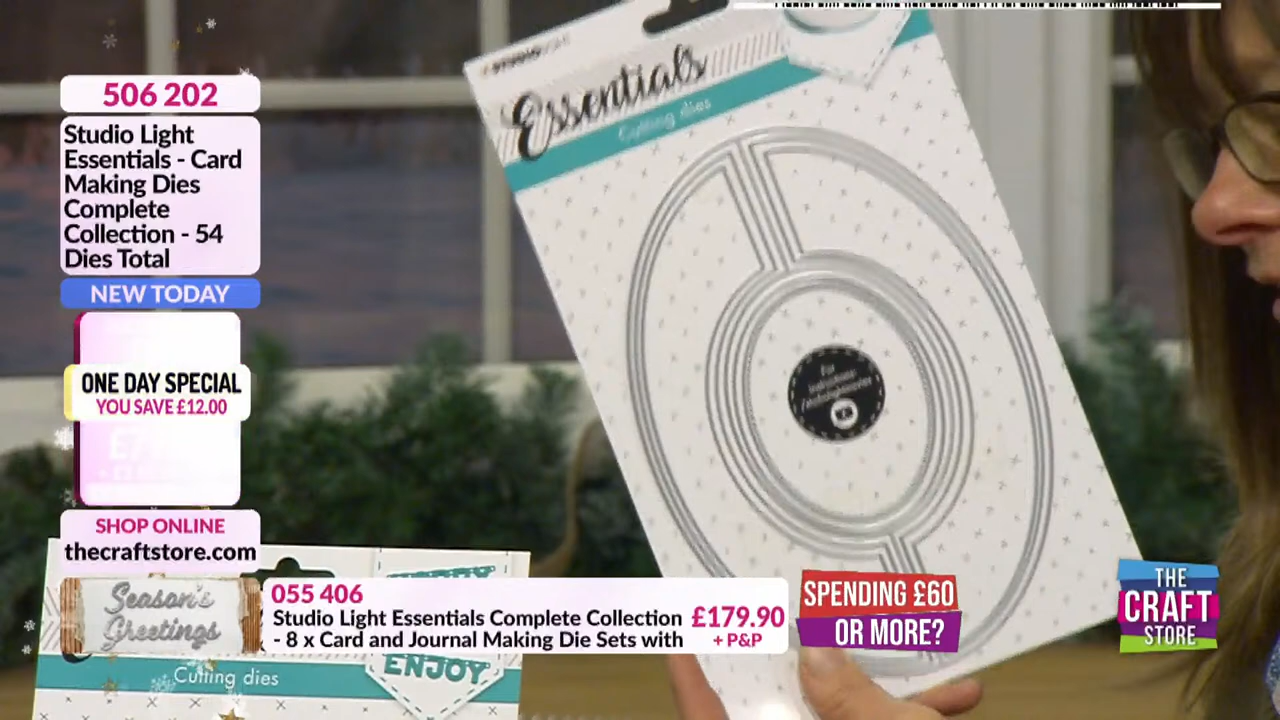 506 202
Studio Light
Essentials - Card
Making Dies
Complete
Collection - 54
Dies Total
NEW TODAY
ONE DAY SPECIAL
YOU SAVE £12.00
SHOP ONLINE
thecraftstore.com
STUDIOLIGHT
Essentials
Cutting dies
For
Season's
Greetings
055 406
Studio Light Essentials Complete Collection
- 8 x Card and Journal Making Die Sets with
£179.90
+ P&P
SPENDING £60
OR MORE?
THE
CRAFT
STORE
Cutting dies
ENJOY